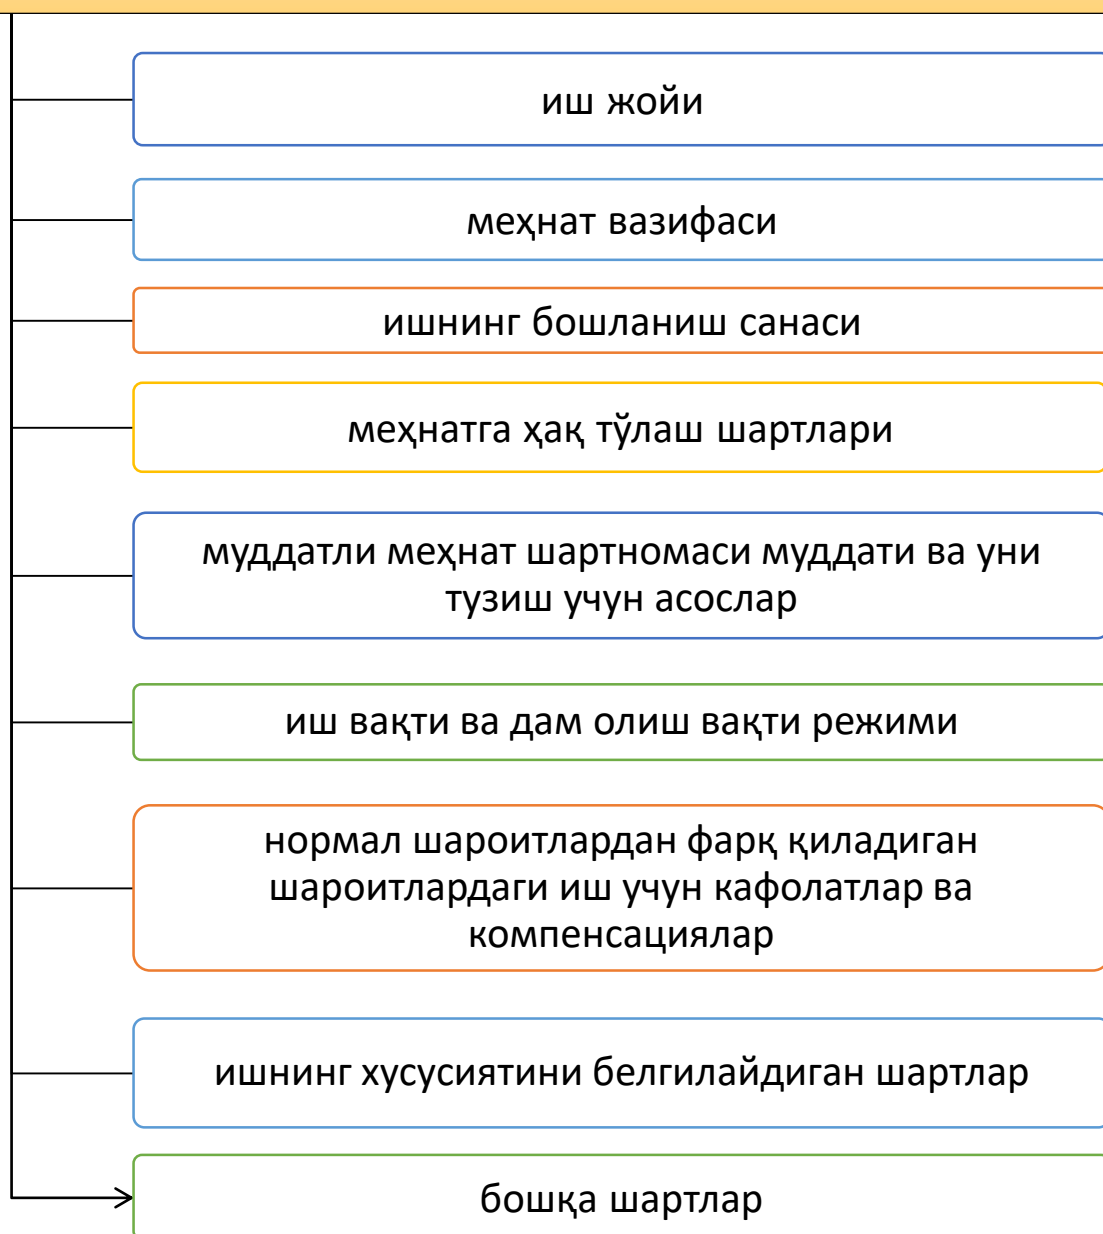 иш жойи
меҳнат вазифаси
ишнинг бошланиш санаси
меҳнатга ҳақ тўлаш шартлари
муддатли меҳнат шартномаси муддати ва уни
тузиш учун асослар
иш вақти ва дам олиш вақти режими
нормал шароитлардан фарқ қиладиган
шароитлардаги иш учун кафолатлар ва
компенсациялар
ишнинг хусусиятини белгилайдиган шартлар
бошқа шартлар